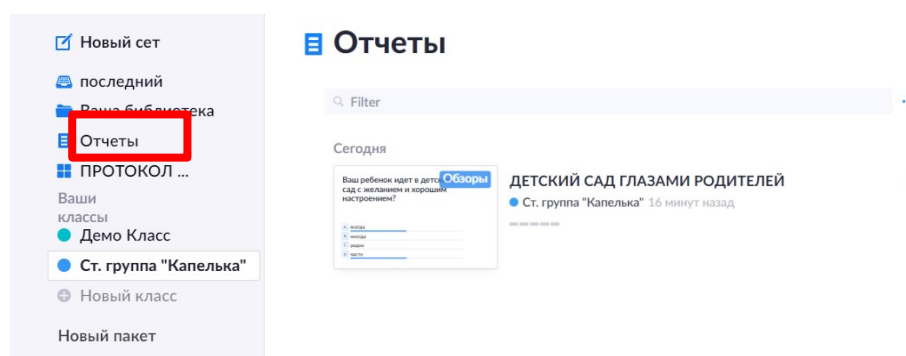 Новый сет
последний
Ваша библиотека
Отчеты
ПРОТОКОЛ ...
Ваши
классы
Демо Класс
Ст. группа "Капелька"
Новый класс
Новый пакет
Отчеты
Filter
Сегодня
Ваш ребенок идет в детс
сад с желанием и хорошим
настроением?
Обзоры
A всегда
B иногда
C редко
D часто
ДЕТСКИЙ САД ГЛАЗАМИ РОДИТЕЛЕЙ
Ст. группа "Капелька" 16 минут назад